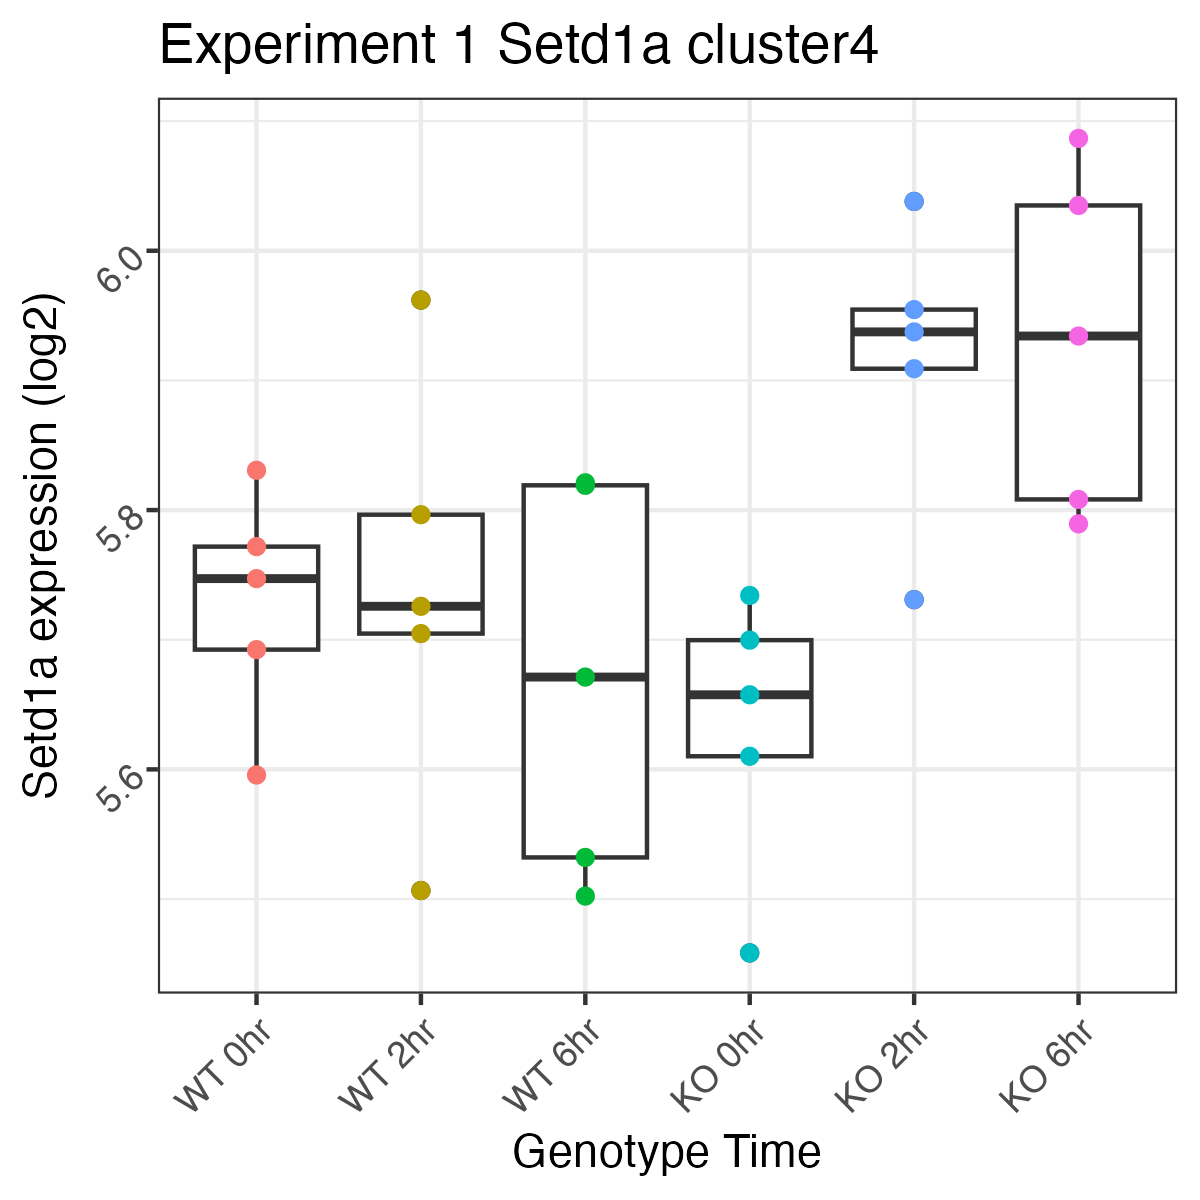 Experiment 1 Setd1a cluster4
Setd1a expression (log2)
6.0
5.8
5.6
WT 0hr
WT 2hr
WT 6hr
KO 0hr
KO 2hr
KO 6hr
Genotype Time